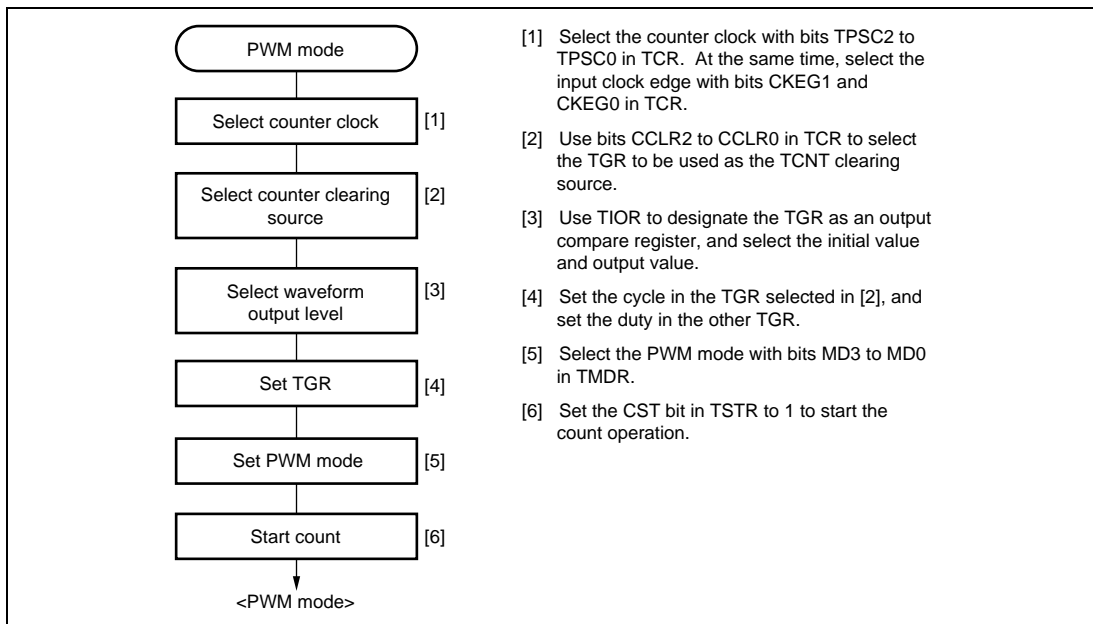 PWM mode
Select counter clock
[1]
Select counter clearing
source
[2]
Select waveform
output level
[3]
Set TGR
[4]
Set PWM mode
[5]
Start count
[6]
<PWM mode>
[1] Select the counter clock with bits TPSC2 to
TPSC0 in TCR. At the same time, select the
input clock edge with bits CKEG1 and
CKEG0 in TCR.
[2] Use bits CCLR2 to CCLR0 in TCR to select
the TGR to be used as the TCNT clearing
source.
[3] Use TIOR to designate the TGR as an output
compare register, and select the initial value
and output value.
[4] Set the cycle in the TGR selected in [2], and
set the duty in the other TGR.
[5] Select the PWM mode with bits MD3 to MD0
in TMDR.
[6] Set the CST bit in TSTR to 1 to start the
count operation.